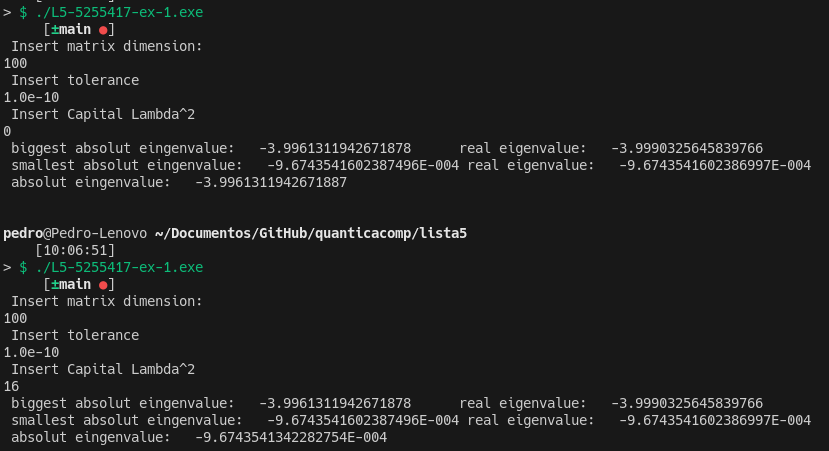 > $ ./L5-5255417-ex-1.exe
[±main ●]
Insert matrix dimension:
100
Insert tolerance
1.0e-10
Insert Capital Lambda^2
0
biggest absolut eingenvalue:   -3.9961311942671878      real eigenvalue:   -3.9990325645839766
smallest absolut eingenvalue:   -9.6743541602387496E-004 real eigenvalue:   -9.6743541602386997E-004
absolut eingenvalue:   -3.9961311942671887
pedro@Pedro-Lenovo ~/Documentos/GitHub/quanticacomp/lista5
[10:06:51]
> $ ./L5-5255417-ex-1.exe
[±main ●]
Insert matrix dimension:
100
Insert tolerance
1.0e-10
Insert Capital Lambda^2
16
biggest absolut eingenvalue:   -3.9961311942671878      real eigenvalue:   -3.9990325645839766
smallest absolut eingenvalue:   -9.6743541602387496E-004 real eigenvalue:   -9.6743541602386997E-004
absolut eingenvalue:   -9.6743541342282754E-004